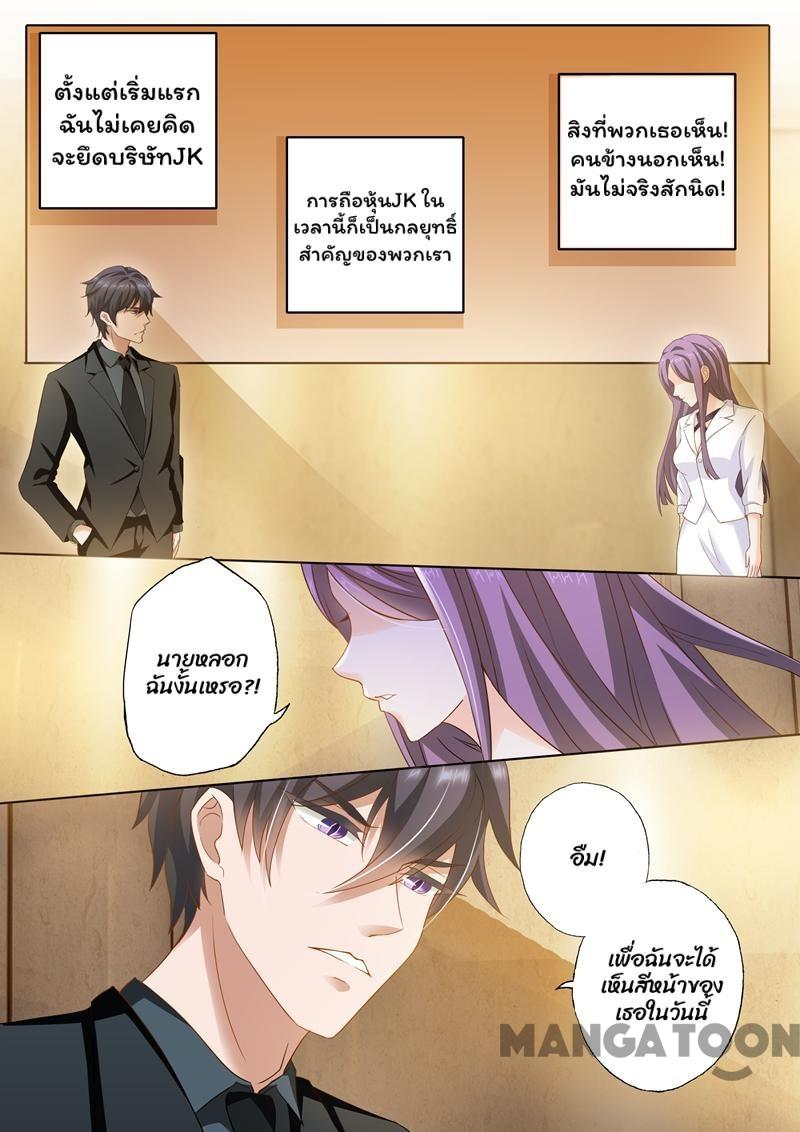 ตั้งแต่เริ่มแรก
ฉันไม่เคยคิด
จะยึดบริษัทJK
การถือหุ้นJK ใน
เวลานี้ก็เป็นกลยุทธิ์
สำคัญของพวกเรา
สิงที่พวกเธอเห็น!
คนข้างนอกเห็น!
มันไม่จริงสักนิด!
นายหลอก
ฉันงั้นเหรอ?!
อืม!
เพื่อฉันจะได้
เห็นสีหน้าของ
เธอในวันนี้
MANGATOON